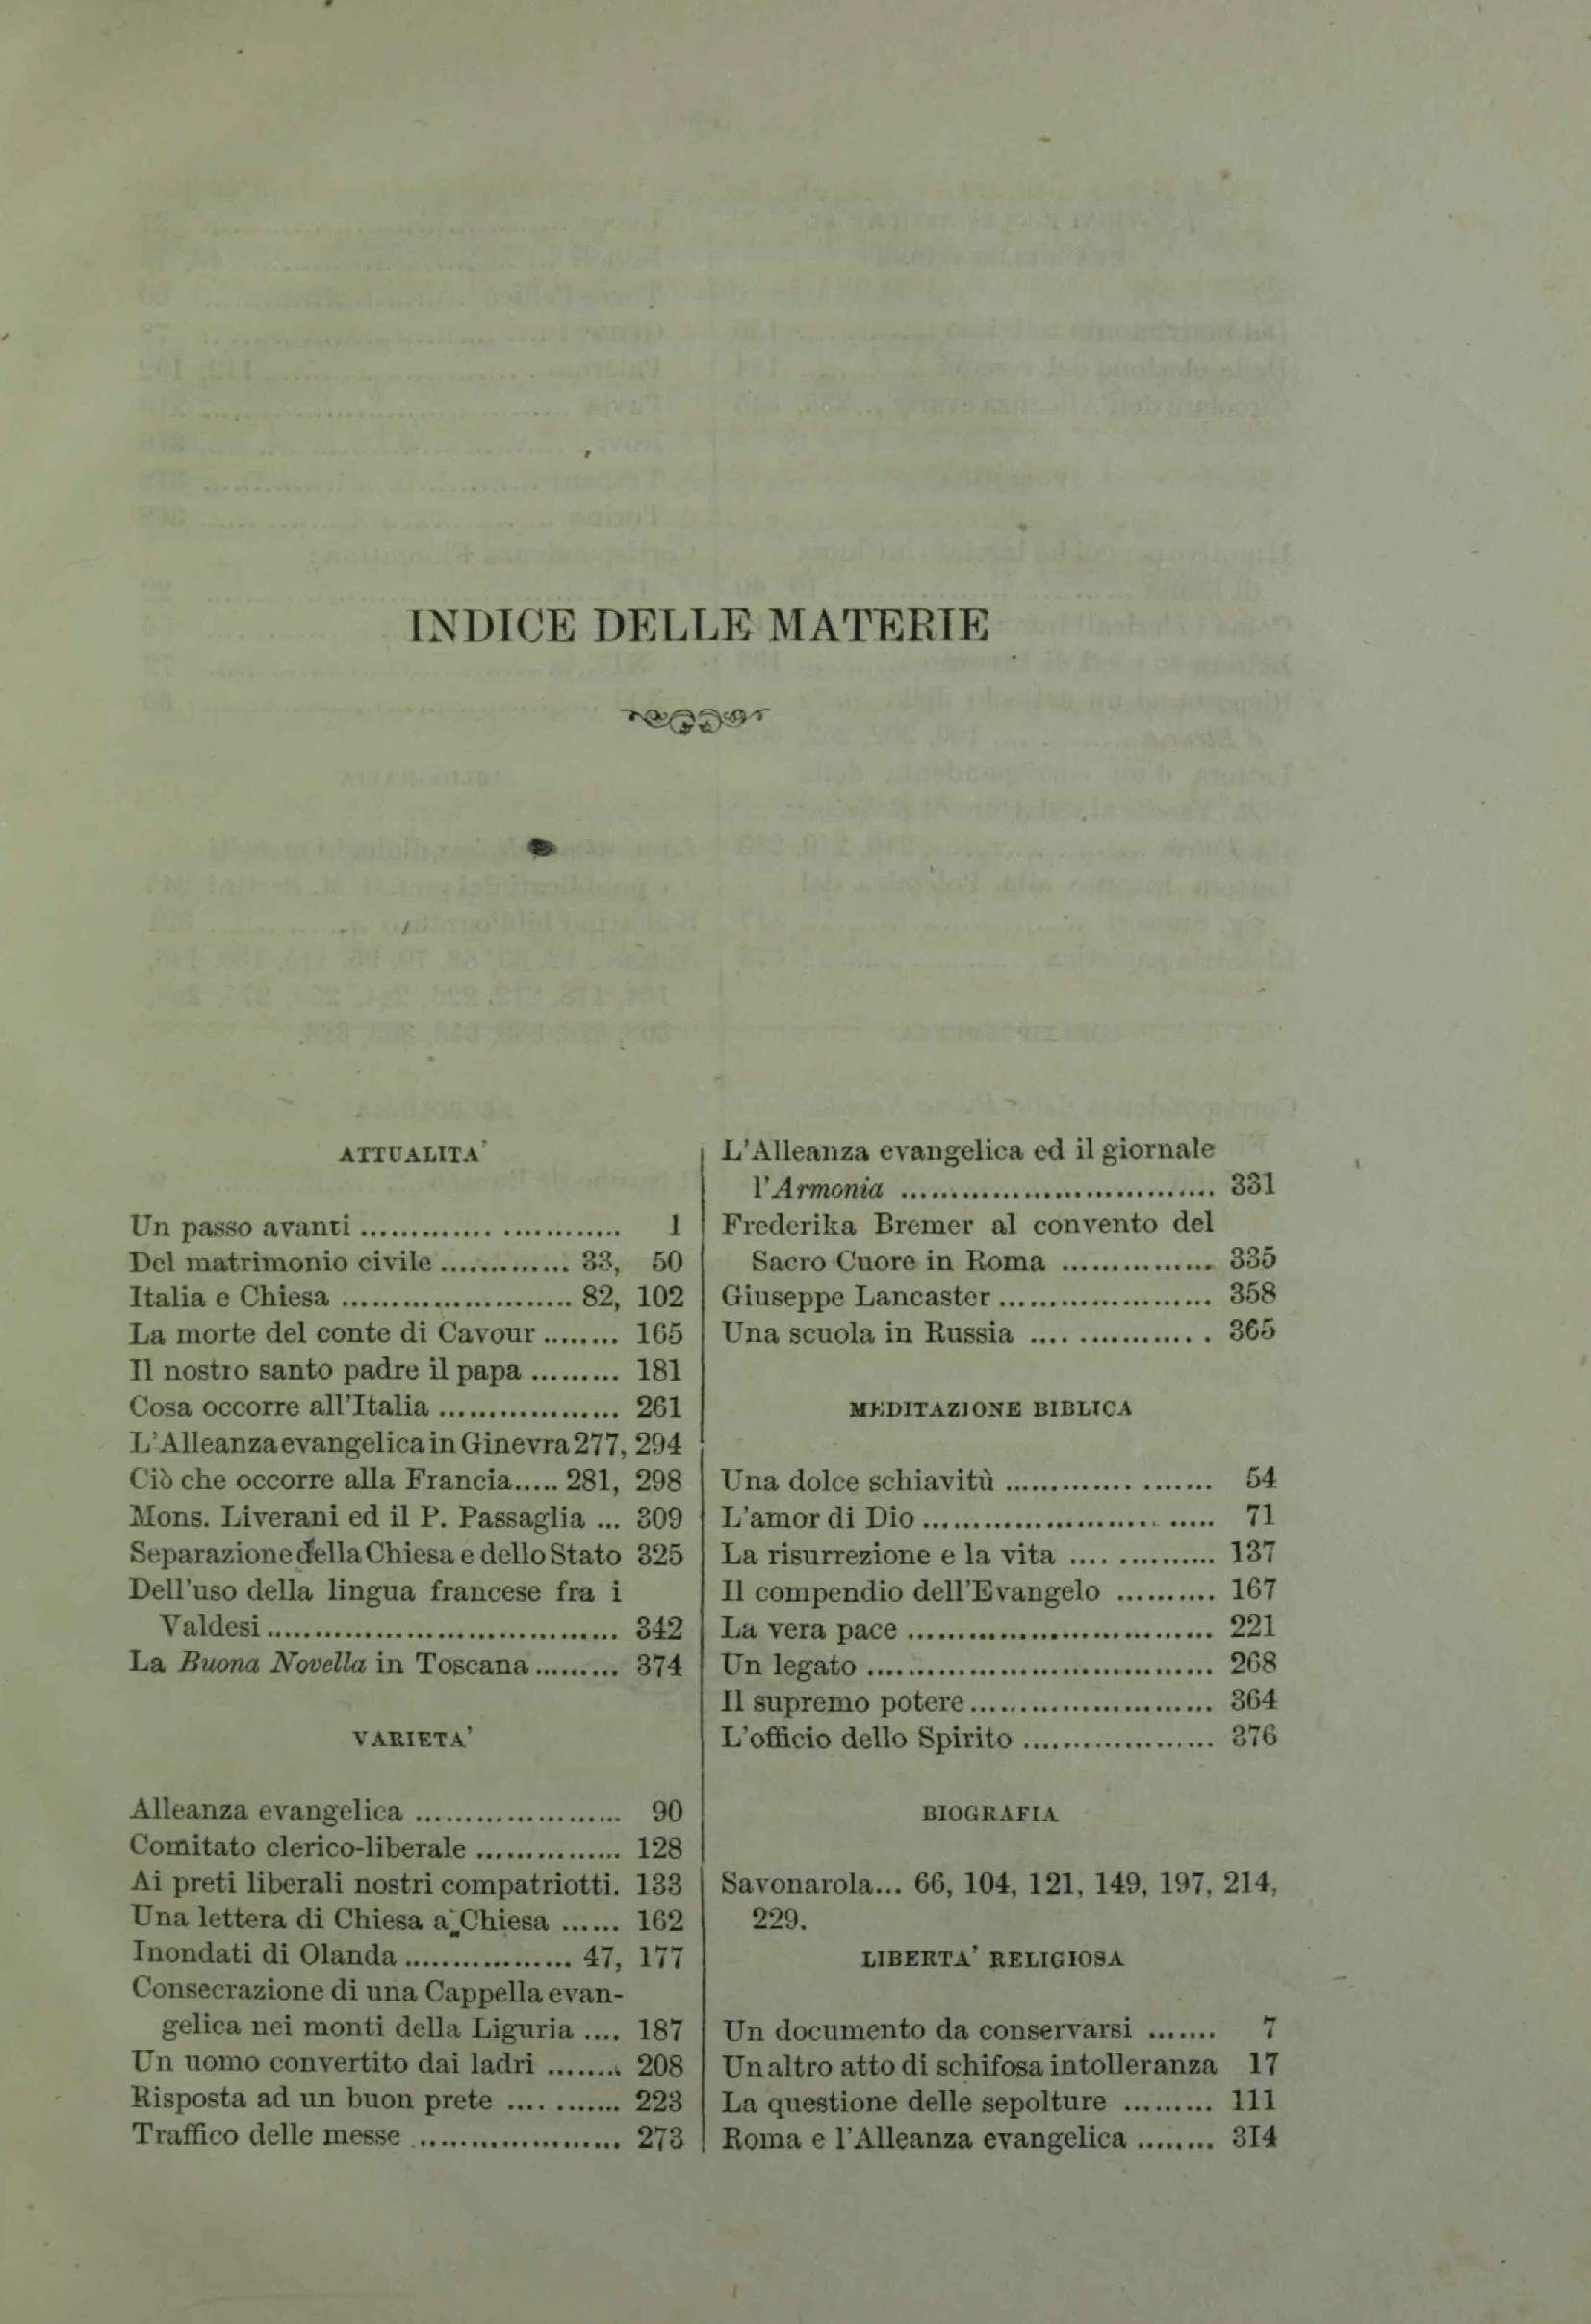 INDICE DELLE MATERIE
ATTUALITA'
Un passo avanti ......................... 1
Del matrimonio civile ............. 33, 50
Italia e Chiesa ....................... 82, 102
La morte del conte di Cavour ........ 165
Il nostro santo padre il papa ......... 181
Cosa occorre all'Italia .................. 261
L'Alleanza evangelica in Ginevra 277, 294
Ciò che occorre alla Francia..... 281, 298
Mons. Liverani ed il P. Passaglia ... 309
Separazione della Chiesa e dello Stato 325
Dell'uso della lingua francese fra i
Valdesi ................................... 342
La Buona Novella in Toscana ......... 374
VARIETA'
Alleanza evangelica ..................... 90
Comitato clerico-liberale ............... 128
Ai preti liberali nostri compatriotti. 133
Una lettera di Chiesa a Chiesa ...... 162
Inondati di Olanda ................. 47, 177
Consecrazione di una Cappella evan-
gelica nei monti della Liguria .... 187
Un uomo convertito dai ladri ........ 208
Risposta ad un buon prete ........... 223
Traffico delle messe ..................... 273
L'Alleanza evangelica ed il giornale
l'Armonia ................................ 331
Frederika Bremer al convento del
Sacro Cuore in Roma ................ 335
Giuseppe Lancaster ..................... 358
Una scuola in Russia .................. 365
MEDITAZIONE BIBLICA
Una dolce schiavitù .................... 54
L'amor di Dio ............................. 71
La risurrezione e la vita .............. 137
Il compendio dell'Evangelo .......... 167
La vera pace .............................. 221
Un legato .................................. 268
Il supremo potere ........................ 364
L'officio dello Spirito ................... 376
BIOGRAFIA
Savonarola... 66, 104, 121, 149, 197, 214,
229.
LIBERTA' RELIGIOSA
Un documento da conservarsi ....... 7
Un altro atto di schifosa intolleranza 17
La questione delle sepolture ......... 111
Roma e l'Alleanza evangelica ........ 314